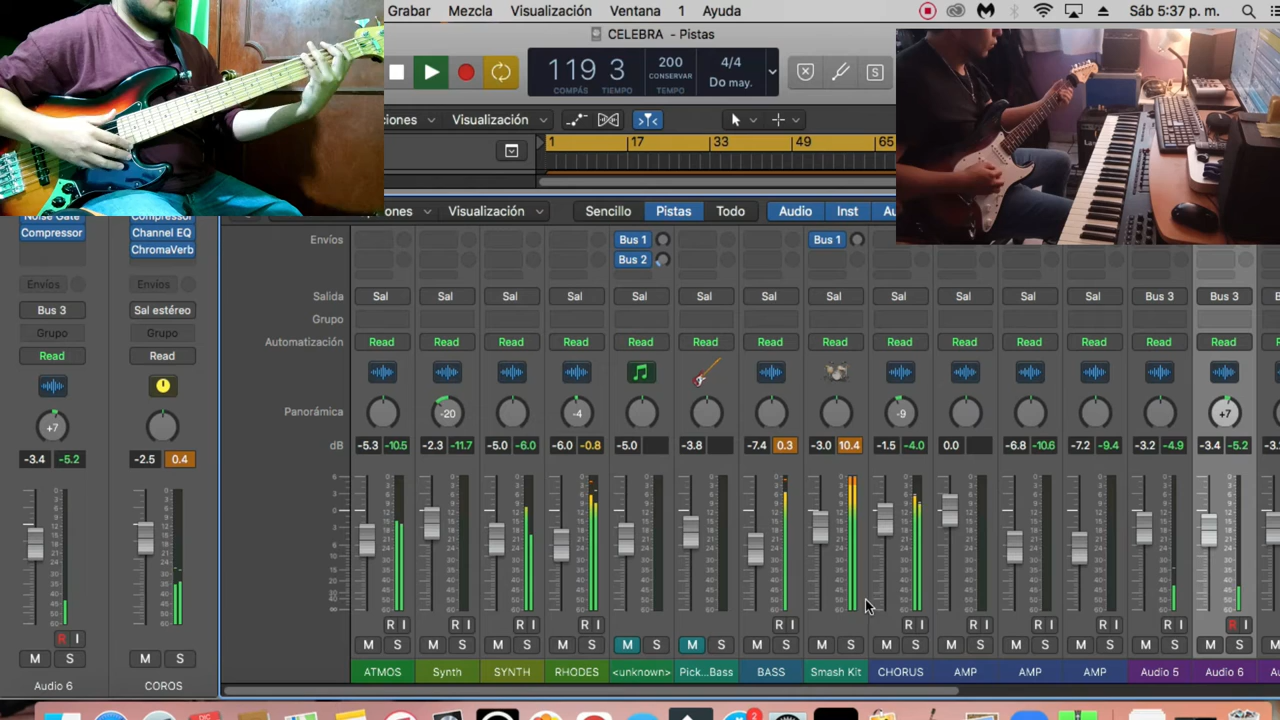 Grabar Mezcla Visualización Ventana 1 Ayuda Sáb 5:37 p. m.
CELEBRA - Pistas
119 3 200 4/4
CONSERVAR Do may.
COMPÁS TIEMPO TEMPO
S
ciones Visualización
1 17 33 49 65
nones Visualización Sencillo Pistas Todo Audio Inst Au
Noise Gate Compressor
Compressor Channel EQ
ChromaVerb
Envíos Bus 1 Bus 1
Bus 2
Envíos Envíos
Salida Sal Sal Sal Sal Sal Sal Sal Sal Sal Sal Sal Sal Bus 3 Bus 3
Bus 3 Sal estéreo
Grupo
Grupo Grupo
Automatización Read Read Read Read Read Read Read Read Read Read Read Read Read Read
Read Read
Panorámica -20 -4 -9 +7
+7
dB -5.3 -10.5 -2.3 -11.7 -5.0 -6.0 -6.0 -0.8 -5.0 -3.8 -7.4 0.3 -3.0 10.4 -1.5 -4.0 0.0 -6.8 -10.6 -7.2 -9.4 -3.2 -4.9 -3.4 -5.2
-3.4 -5.2 -2.5 0.4
R I R I R I R I R I R I R I R I R I
R I
M S M S M S M S M S M S M S M S M S M S M S M S M S M S
M S M S
ATMOS Synth SYNTH RHODES <unknown> Pick...Bass BASS Smash Kit CHORUS AMP AMP AMP Audio 5 Audio 6 Au
Audio 6 COROS